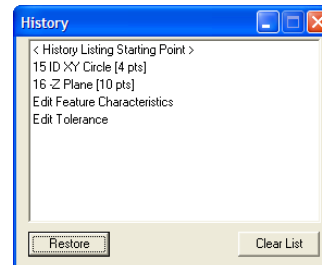 History
< History Listing Starting Point >
15 ID XY Circle [4 pts]
16 -Z Plane [10 pts]
Edit Feature Characteristics
Edit Tolerance
Restore
Clear List